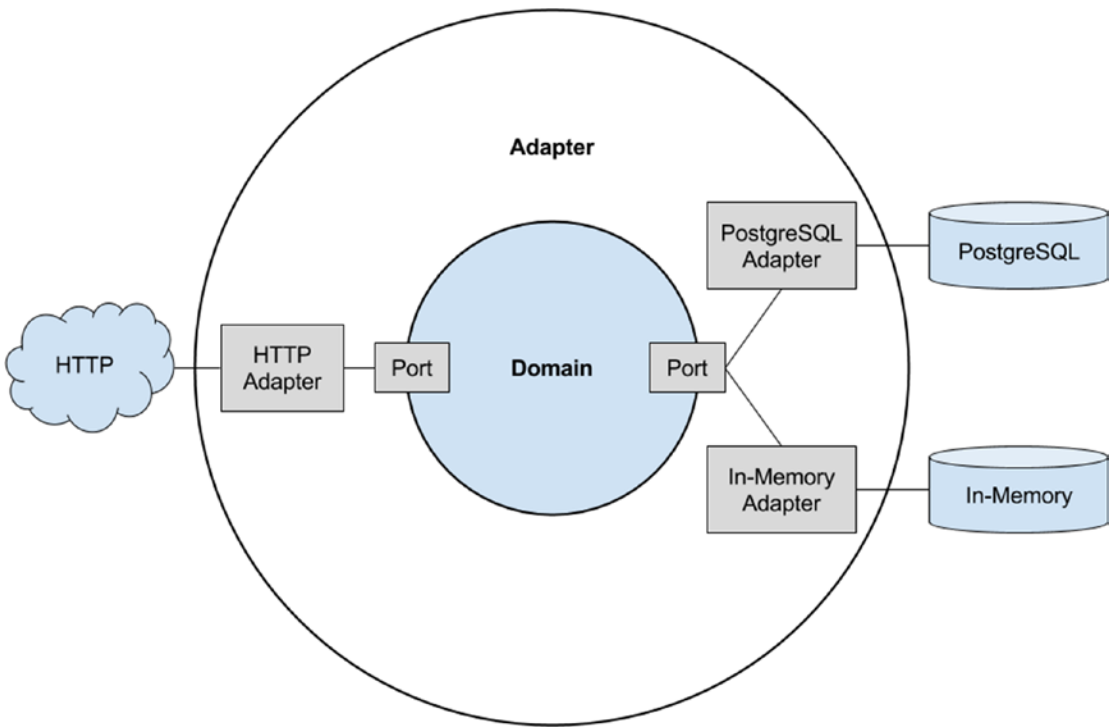 Adapter
PostgreSQL
Adapter
PostgreSQL
HTTP
HTTP
Adapter
Port
Domain
Port
In-Memory
Adapter
In-Memory